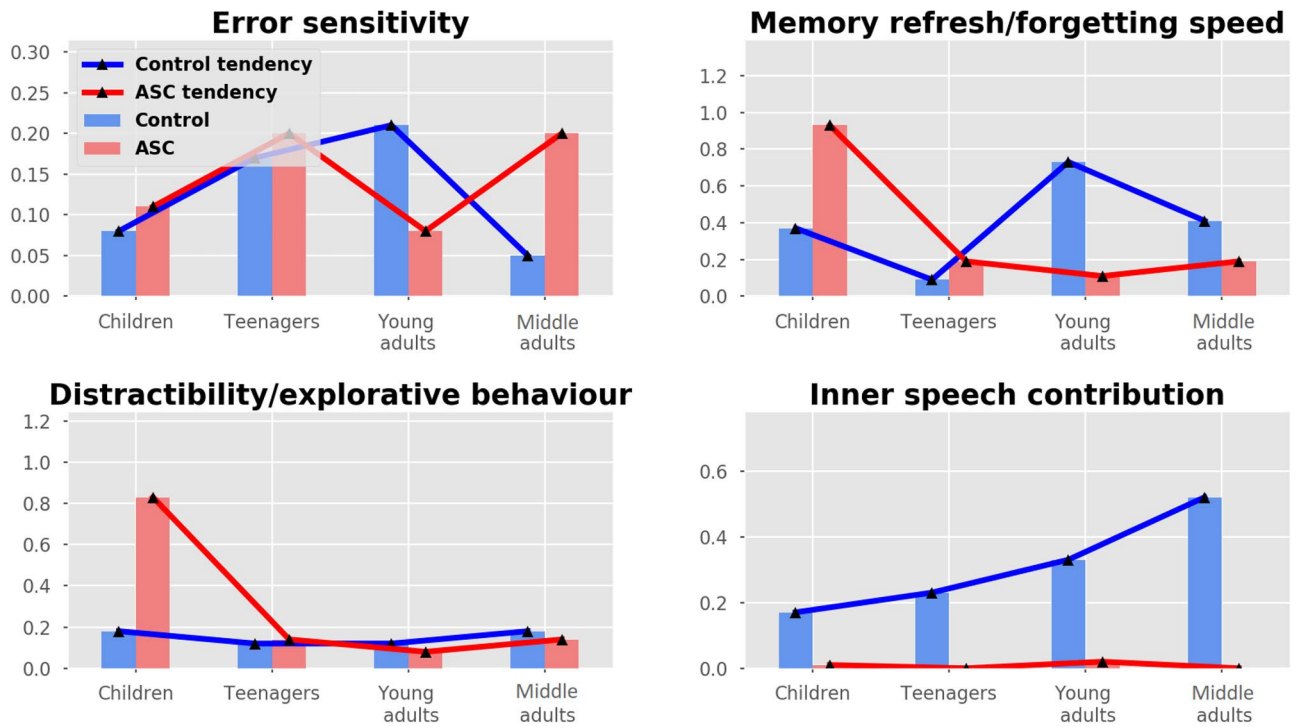 Error sensitivity
0.30
0.25
0.20
0.15
0.10
0.05
0.00
Control tendency
ASC tendency
Control
ASC
Children
Teenagers
Young
adults
Middle
adults
Memory refresh/forgetting speed
1.2
1.0
0.8
0.6
0.4
0.2
0.0
Children
Teenagers
Young
adults
Middle
adults
Distractibility/explorative behaviour
1.2
1.0
0.8
0.6
0.4
0.2
0.0
Children
Teenagers
Young
adults
Middle
adults
Inner speech contribution
0.6
0.4
0.2
0.0
Children
Teenagers
Young
adults
Middle
adults